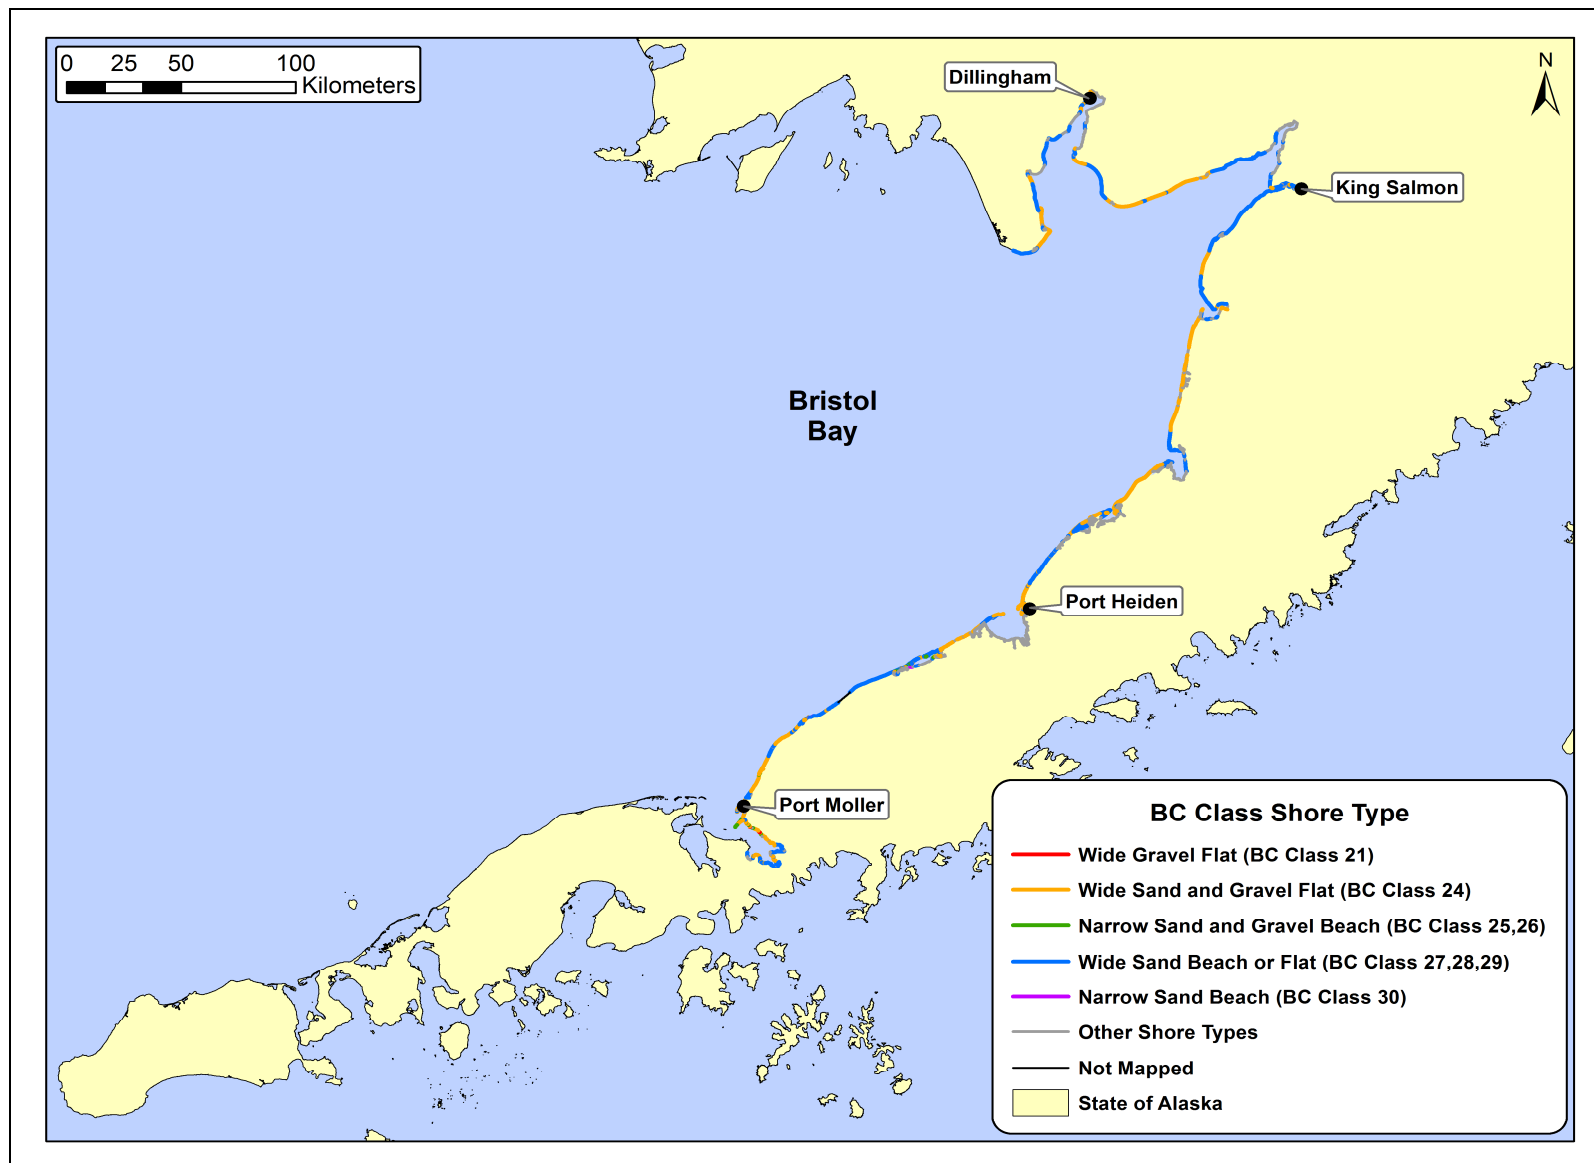 0 25 50 100
Kilometers
N
Dillingham
King Salmon
Bristol
Bay
Port Heiden
Port Moller
BC Class Shore Type
Wide Gravel Flat (BC Class 21)
Wide Sand and Gravel Flat (BC Class 24)
Narrow Sand and Gravel Beach (BC Class 25,26)
Wide Sand Beach or Flat (BC Class 27,28,29)
Narrow Sand Beach (BC Class 30)
Other Shore Types
Not Mapped
State of Alaska